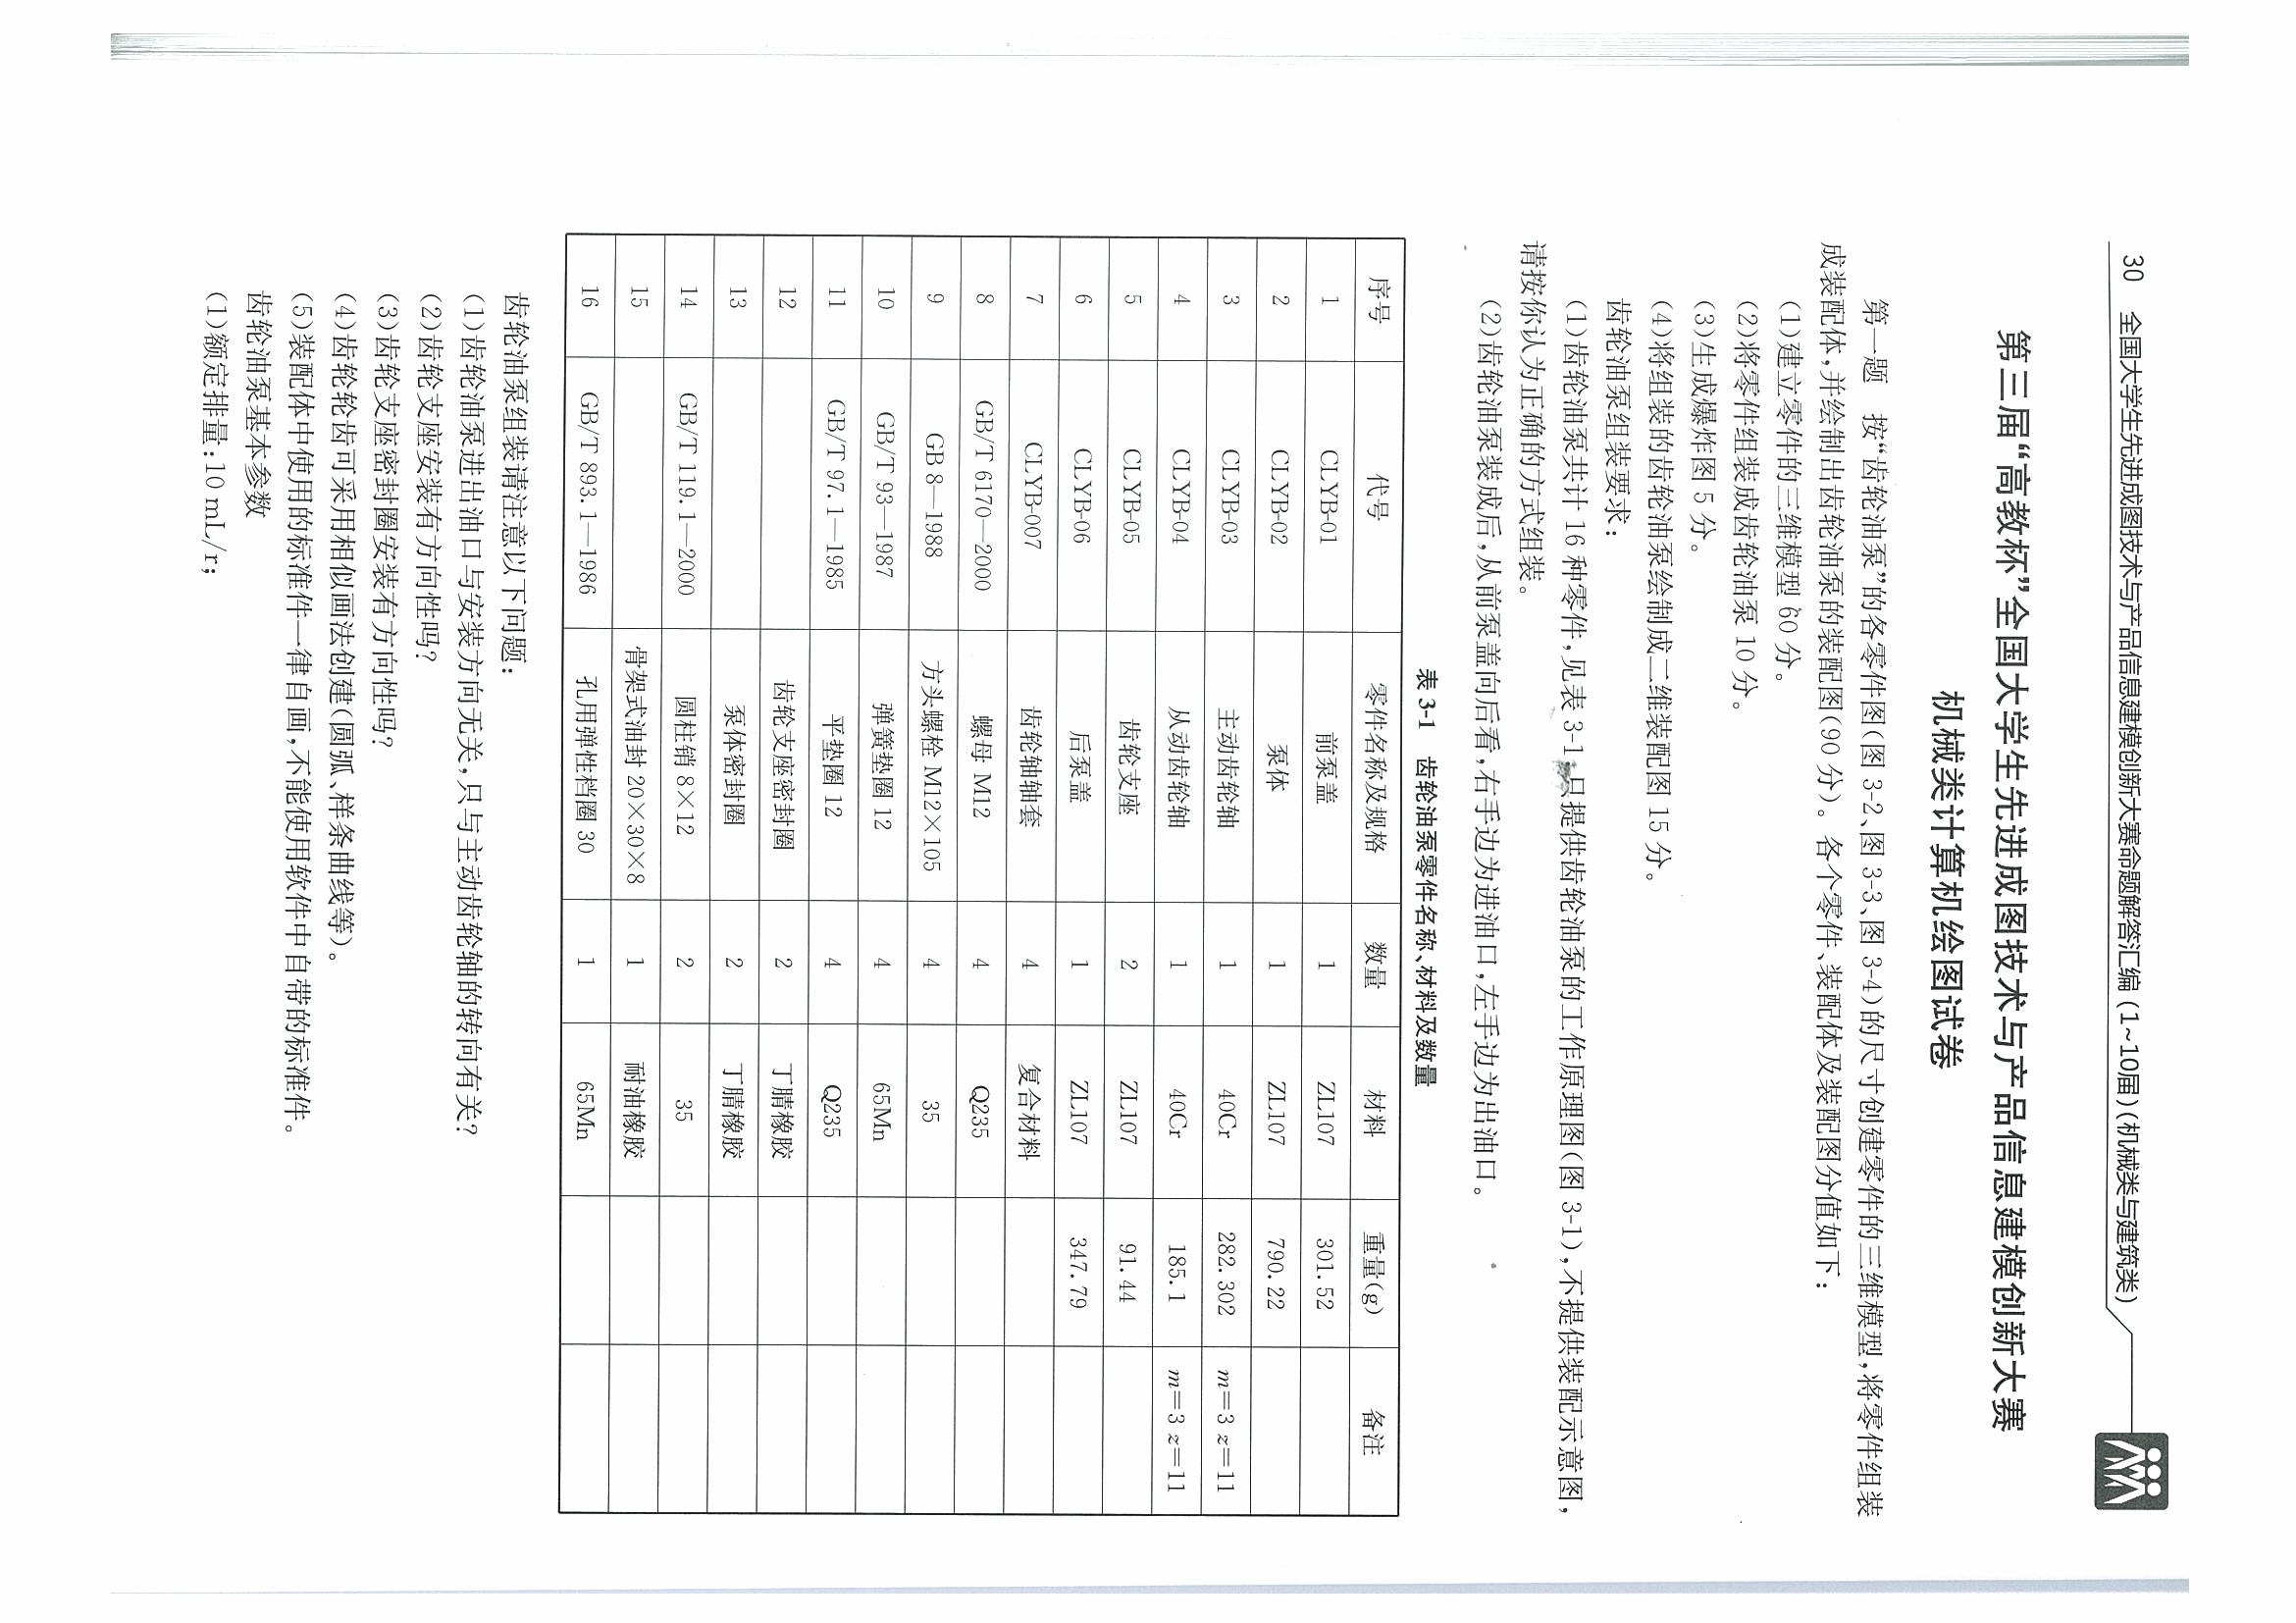 30 全国大学生先进成图技术与产品信息建模创新大赛命题解答汇编（1~10届）（机械类与建筑类）
第三届“高教杯”全国大学生先进成图技术与产品信息建模创新大赛
机械类计算机绘图试卷
第一题 按“齿轮油泵”的各零件图(图 3-2、图 3-3、图 3-4)的尺寸创建零件的三维模型,将零件组装
成装配体,并绘制出齿轮油泵的装配图(90 分)。各个零件、装配体及装配图分值如下:
(1)建立零件的三维模型 60 分。
(2)将零件组装成齿轮油泵 10 分。
(3)生成爆炸图 5 分。
(4)将组装的齿轮油泵绘制成二维装配图 15 分。
齿轮油泵组装要求:
(1)齿轮油泵共计 16 种零件,见表 3-1,只提供齿轮油泵的工作原理图(图 3-1),不提供装配示意图,
请按你认为正确的方式组装。
(2)齿轮油泵装成后,从前泵盖向后看,右手边为进油口,左手边为出油口。
表 3-1 齿轮油泵零件名称、材料及数量
序号 代号 零件名称及规格 数量 材料 重量(g) 备注
1 CLYB-01 前泵盖 1 ZL107 301.52
2 CLYB-02 泵体 1 ZL107 790.22
3 CLYB-03 主动齿轮轴 1 40Cr 282.302 m=3 z=11
4 CLYB-04 从动齿轮轴 1 40Cr 185.1 m=3 z=11
5 CLYB-05 齿轮支座 2 ZL107 91.44
6 CLYB-06 后泵盖 1 ZL107 347.79
7 CLYB-007 齿轮轴轴套 4 复合材料
8 GB/T 6170—2000 螺母 M12 4 Q235
9 GB 8—1988 方头螺栓 M12×105 4 35
10 GB/T 93—1987 弹簧垫圈 12 4 65Mn
11 GB/T 97.1—1985 平垫圈 12 4 Q235
12 齿轮支座密封圈 2 丁腈橡胶
13 泵体密封圈 2 丁腈橡胶
14 GB/T 119.1—2000 圆柱销 8×12 2 35
15 骨架式油封 20×30×8 1 耐油橡胶
16 GB/T 893.1—1986 孔用弹性档圈 30 1 65Mn
齿轮油泵组装请注意以下问题:
(1)齿轮油泵进出油口与安装方向无关,只与主动齿轮轴的转向有关?
(2)齿轮支座安装有方向性吗?
(3)齿轮支座密封圈安装有方向性吗?
(4)齿轮轮齿可采用相似画法创建(圆弧、样条曲线等)。
(5)装配体中使用的标准件一律自画,不能使用软件中自带的标准件。
齿轮油泵基本参数
(1)额定排量:10 mL/r;